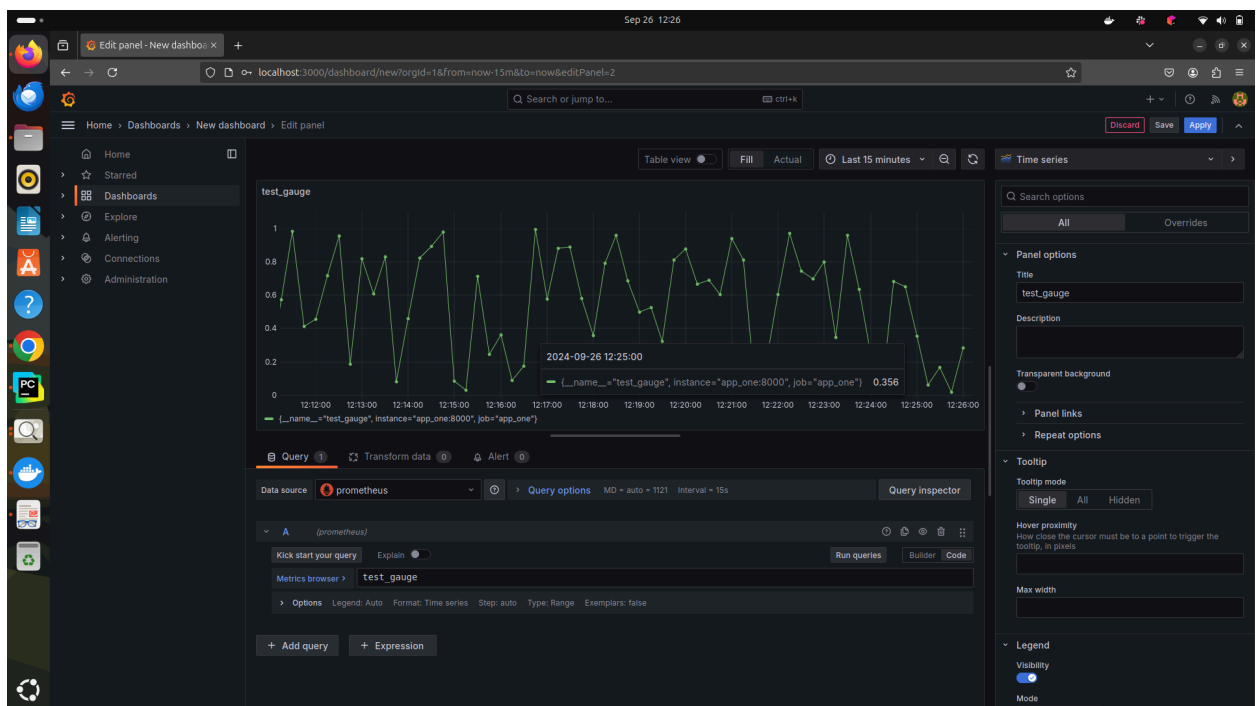 Sep 26 12:26
Edit panel - New dashboa
localhost:3000/dashboard/new?orgId=1&from=now-15m&to=now&editPanel=2
Search or jump to...
ctrl+k
Home › Dashboards › New dashboard › Edit panel
Discard
Save
Apply
Home
Starred
Dashboards
Explore
Alerting
Connections
Administration
Table view
Fill
Actual
Last 15 minutes
test_gauge
1
0.8
0.6
0.4
0.2
0
12:12:00 12:13:00 12:14:00 12:15:00 12:16:00 12:17:00 12:18:00 12:19:00 12:20:00 12:21:00 12:22:00 12:23:00 12:24:00 12:25:00 12:26:00
2024-09-26 12:25:00
{__name__="test_gauge", instance="app_one:8000", job="app_one"} 0.356
{__name__="test_gauge", instance="app_one:8000", job="app_one"}
Query 1
Transform data 0
Alert 0
Data source
prometheus
Query options
MD = auto = 1121
Interval = 15s
Query inspector
A
(prometheus)
Kick start your query
Explain
Run queries
Builder
Code
Metrics browser >
test_gauge
Options Legend: Auto Format: Time series Step: auto Type: Range Exemplars: false
+ Add query
+ Expression
Time series
Search options
All
Overrides
Panel options
Title
test_gauge
Description
Transparent background
Panel links
Repeat options
Tooltip
Tooltip mode
Single
All
Hidden
Hover proximity
How close the cursor must be to a point to trigger the
tooltip, in pixels
Max width
Legend
Visibility
Mode
PC